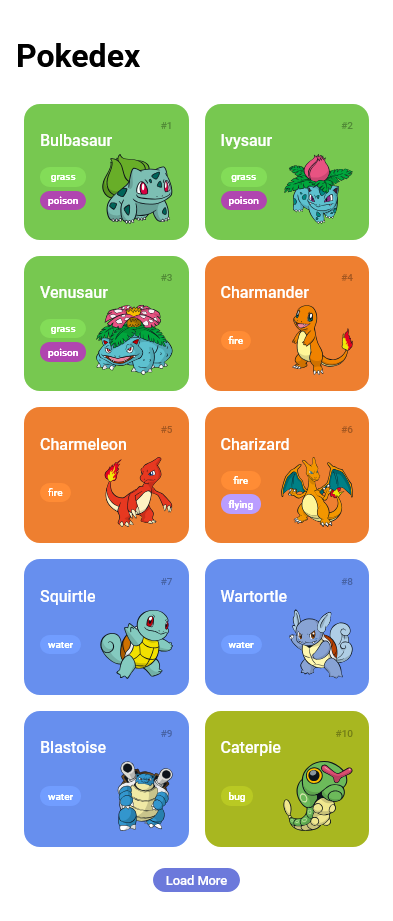 Pokedex
#1
Bulbasaur
grass
poison
#2
Ivysaur
grass
poison
#3
Venusaur
grass
poison
#4
Charmander
fire
#5
Charmeleon
fire
#6
Charizard
fire
flying
#7
Squirtle
water
#8
Wartortle
water
#9
Blastoise
water
#10
Caterpie
bug
Load More